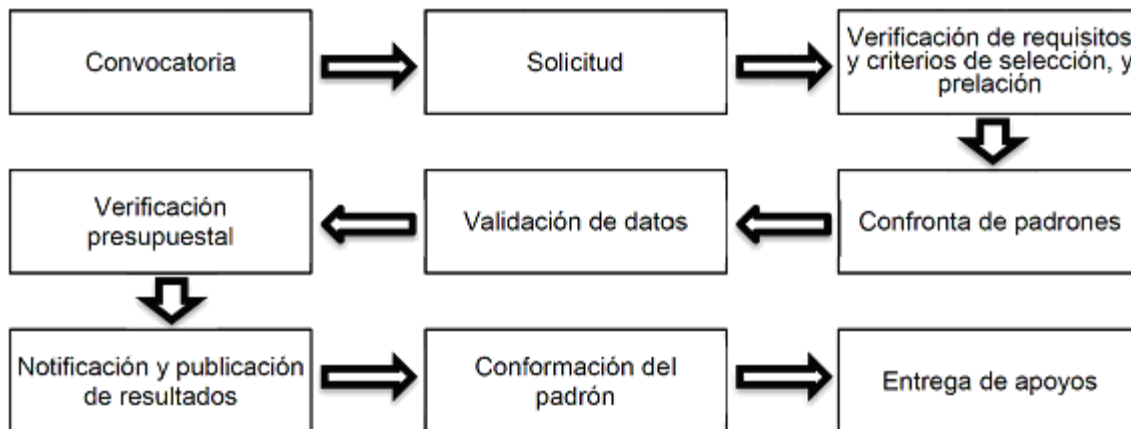 Convocatoria
Solicitud
Verificación de requisitos
y criterios de selección, y
prelación
Confronta de padrones
Validación de datos
Verificación
presupuestal
Notificación y publicación
de resultados
Conformación del
padrón
Entrega de apoyos